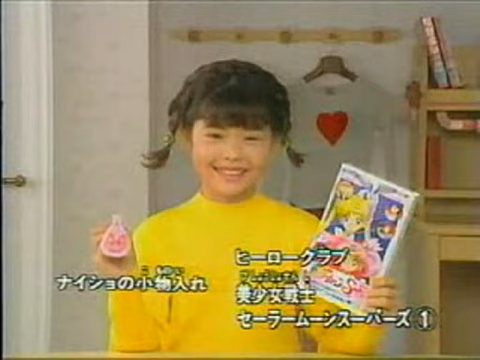 ナイショの小物入れ
ヒーロークラブ
美少女戦士
セーラームーンスーパーズ①